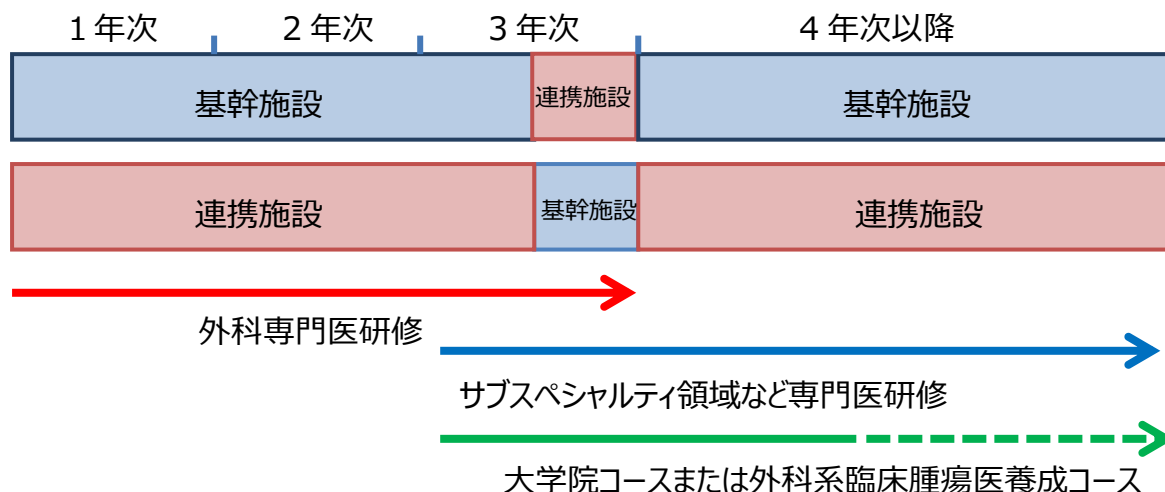 1年次 2年次 3年次 4年次以降
基幹施設 連携施設 基幹施設
連携施設 基幹施設 連携施設
外科専門医研修
サブスペシャルティ領域など専門医研修
大学院コースまたは外科系臨床腫瘍医養成コース